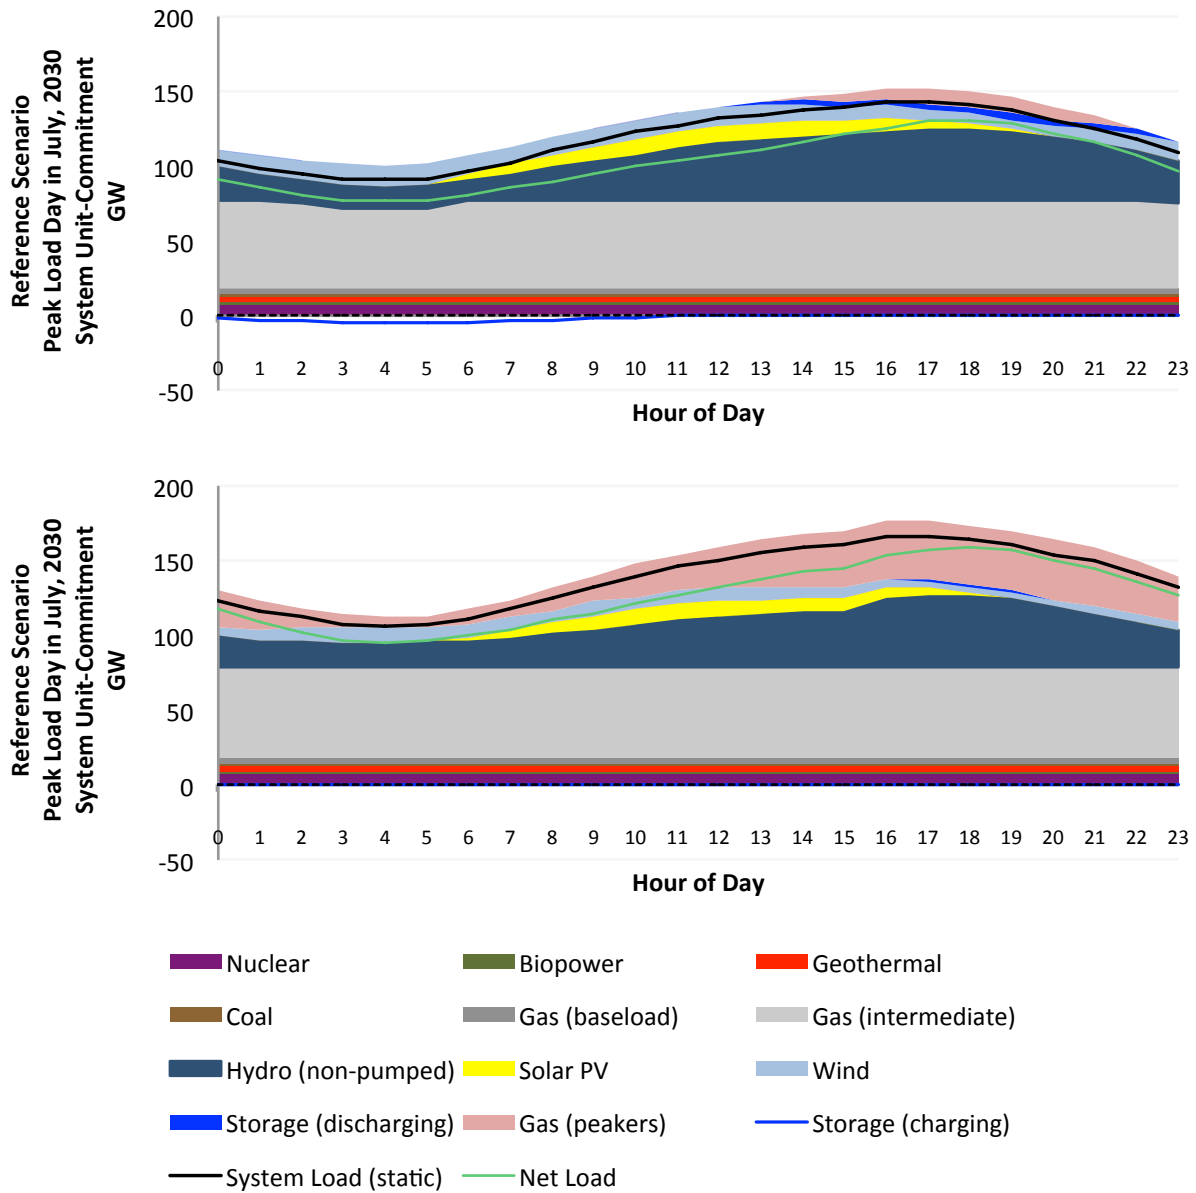 Reference Scenario
Peak Load Day in July, 2030
System Unit-Commitment
GW
200
150
100
50
0
-50
0 1 2 3 4 5 6 7 8 9 10 11 12 13 14 15 16 17 18 19 20 21 22 23
Hour of Day
Reference Scenario
Peak Load Day in July, 2030
System Unit-Commitment
GW
200
150
100
50
0
-50
0 1 2 3 4 5 6 7 8 9 10 11 12 13 14 15 16 17 18 19 20 21 22 23
Hour of Day
Nuclear Biopower Geothermal
Coal Gas (baseload) Gas (intermediate)
Hydro (non-pumped) Solar PV Wind
Storage (discharging) Gas (peakers) Storage (charging)
System Load (static) Net Load